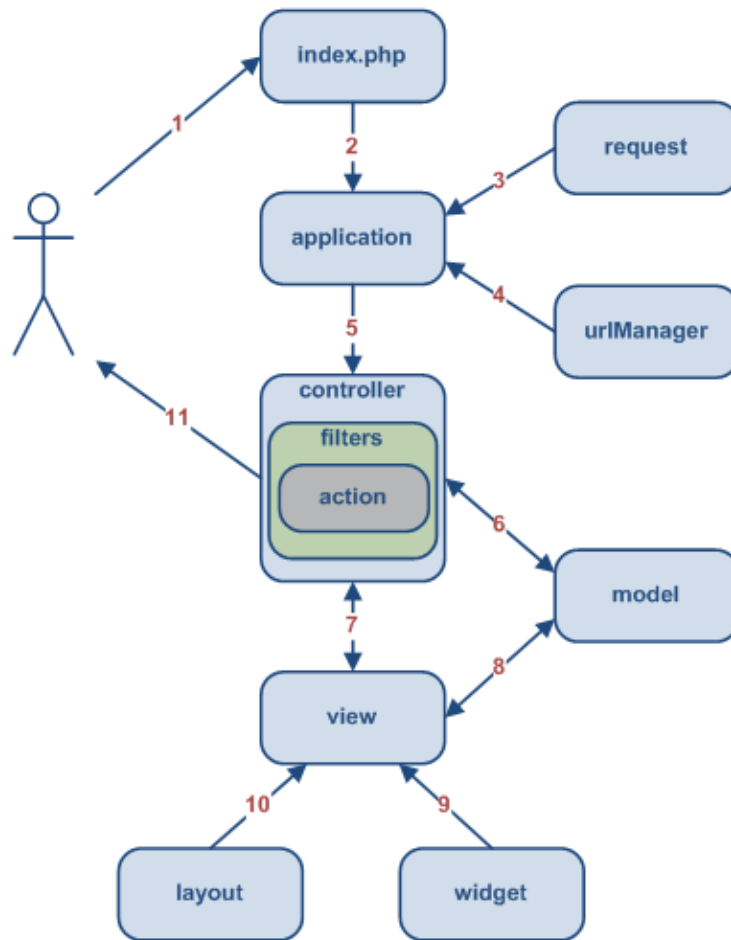 index.php
1
2
request
3
application
4
urlManager
5
controller
filters
11
action
6
model
7
8
view
10
9
layout
widget